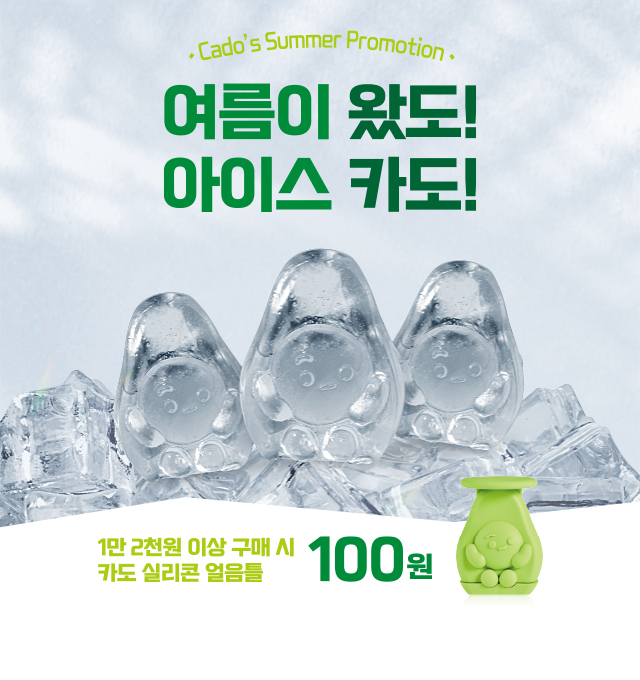 Cado's Summer Promotion
여름이 왔도!
아이스 카도!
1만 2천원 이상 구매 시
카도 실리콘 얼음틀
100원